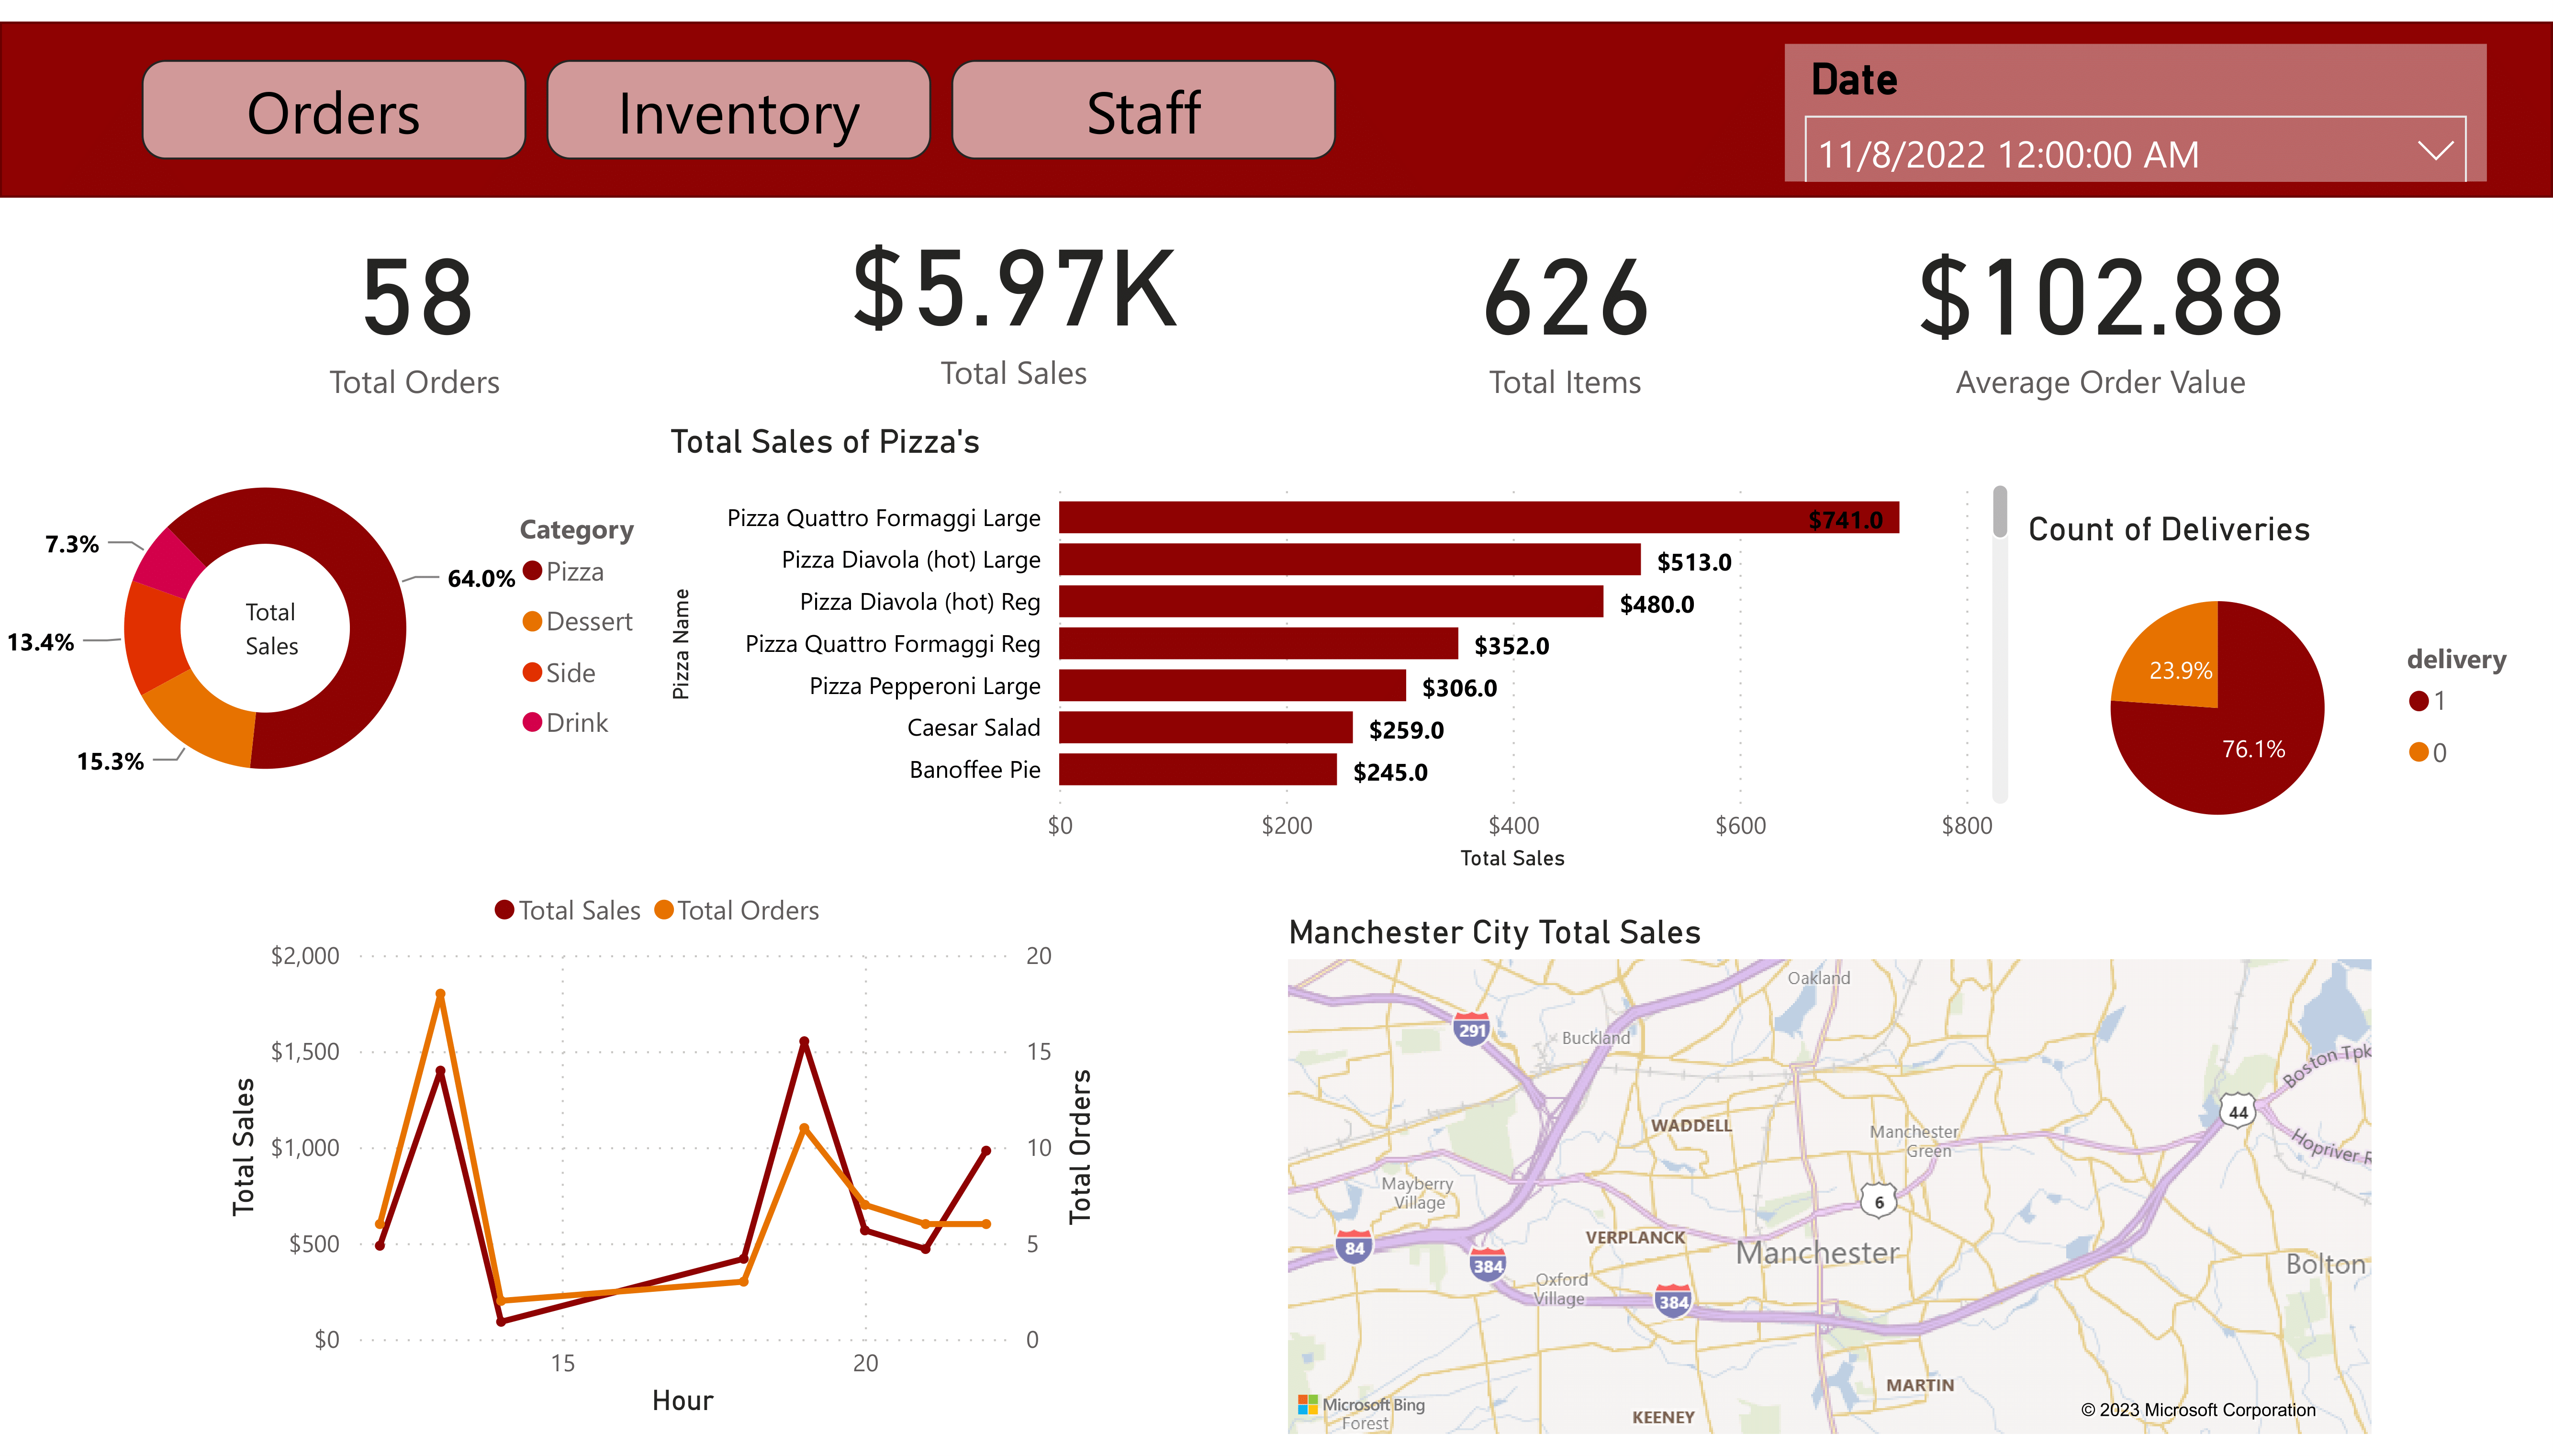 Orders
Inventory
Staff
Date
11/8/2022 12:00:00 AM
58
Total Orders
$5.97K
Total Sales
626
Total Items
$102.88
Average Order Value
7.3%
13.4%
15.3%
64.0%
Total
Sales
Category
Pizza
Dessert
Side
Drink
Total Sales of Pizza's
Pizza Name
Pizza Quattro Formaggi Large
$741.0
Pizza Diavola (hot) Large
$513.0
Pizza Diavola (hot) Reg
$480.0
Pizza Quattro Formaggi Reg
$352.0
Pizza Pepperoni Large
$306.0
Caesar Salad
$259.0
Banoffee Pie
$245.0
$0
$200
$400
$600
$800
Total Sales
Count of Deliveries
23.9%
76.1%
delivery
1
0
Total Sales
Total Orders
$2,000
$1,500
$1,000
$500
$0
Total Sales
20
15
10
5
0
Total Orders
15
20
Hour
Manchester City Total Sales
Oakland
291
Buckland
Boston Tpk
44
WADDELL
Manchester
Green
Hopriver R
Mayberry
Village
6
84
VERPLANCK
Manchester
384
Bolton
Oxford
Village
384
MARTIN
Microsoft Bing
Forest
KEENEY
© 2023 Microsoft Corporation